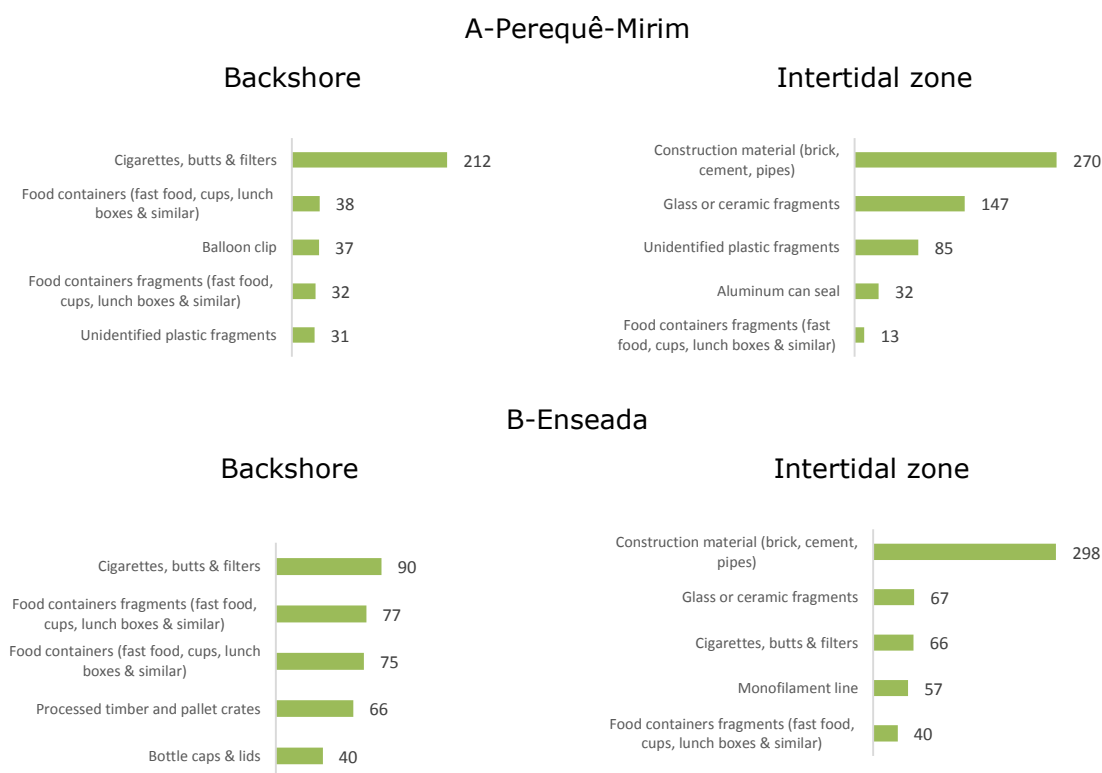 A-Perequê-Mirim
Backshore
Cigarettes, butts & filters
212
Food containers (fast food, cups, lunch
boxes & similar)
38
Balloon clip
37
Food containers fragments (fast food,
cups, lunch boxes & similar)
32
Unidentified plastic fragments
31
Intertidal zone
Construction material (brick,
cement, pipes)
270
Glass or ceramic fragments
147
Unidentified plastic fragments
85
Aluminum can seal
32
Food containers fragments (fast
food, cups, lunch boxes & similar)
13
B-Enseada
Backshore
Cigarettes, butts & filters
90
Food containers fragments (fast food,
cups, lunch boxes & similar)
77
Food containers (fast food, cups, lunch
boxes & similar)
75
Processed timber and pallet crates
66
Bottle caps & lids
40
Intertidal zone
Construction material (brick, cement,
pipes)
298
Glass or ceramic fragments
67
Cigarettes, butts & filters
66
Monofilament line
57
Food containers fragments (fast food,
cups, lunch boxes & similar)
40